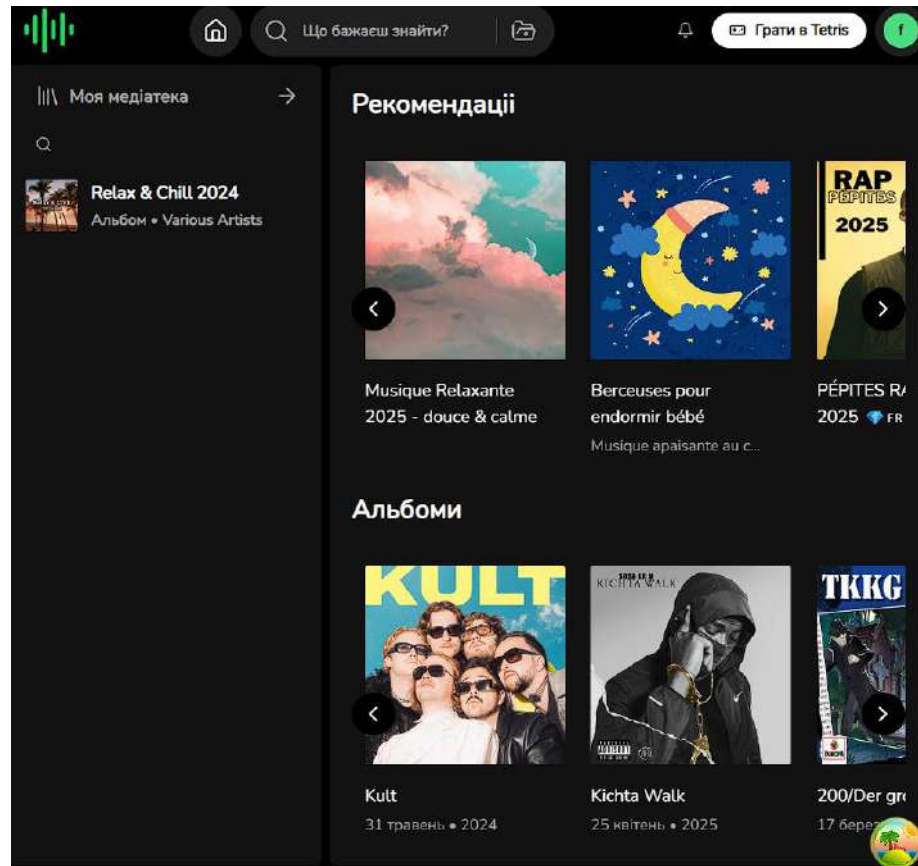 Що бажаєш знайти?
Грати в Tetris
f
Моя медіатека
Relax & Chill 2024
Альбом • Various Artists
Рекомендації
RAP
PÉPITES
2025
Musique Relaxante
2025 - douce & calme
Berceuses pour
endormir bébé
Musique apaisante au c...
PÉPITES RA
2025 💎 FR
Альбоми
KULT
KICHTA WALK
TKKG
Kult
31 травень • 2024
Kichta Walk
25 квітень • 2025
200/Der gro
17 берез